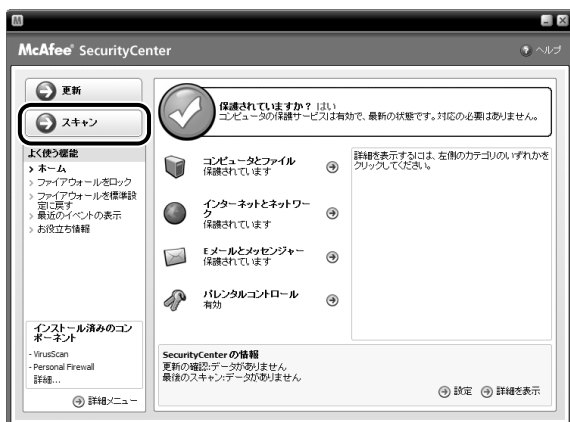 McAfee® SecurityCenter
ヘルプ
更新
スキャン
よく使う機能
ホーム
ファイアウォールをロック
ファイアウォールを標準設
定に戻す
最近のイベントの表示
お役立ち情報
インストール済みのコン
ポーネント
- VirusScan
- Personal Firewall
詳細...
詳細メニュー
保護されていますか？ はい
コンピュータの保護サービスは有効で、最新の状態です。対応の必要はありません。
コンピュータとファイル
保護されています
インターネットとネットワー
ク
保護されています
Eメールとメッセンジャー
保護されています
パレンタルコントロール
有効
詳細を表示するには、左側のカテゴリのいずれかを
クリックしてください。
SecurityCenter の情報
更新の確認:データがありません
最後のスキャン:データがありません
設定 詳細を表示